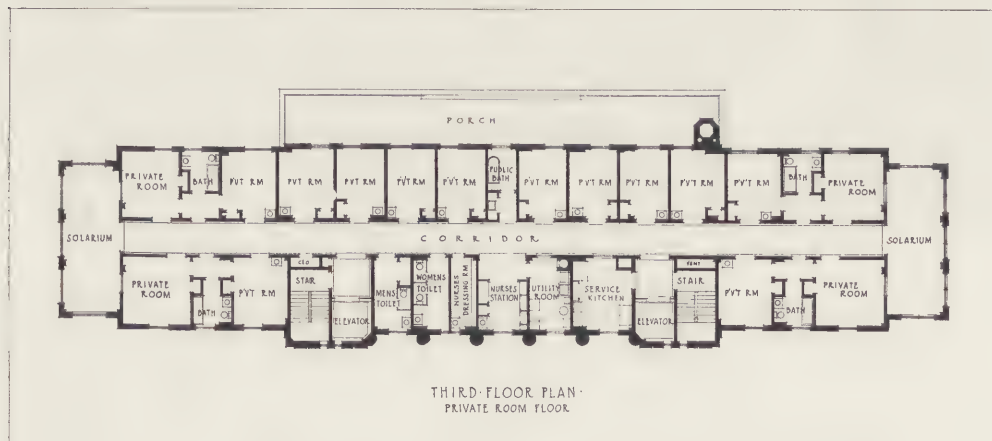 PORCH
PRIVATE ROOM
BATH
PVT RM
PVT RM
PVT RM
PVT RM
PVT RM
PUBLIC BATH
PVT RM
PVT RM
PVT RM
PVT RM
PVT RM
BATH
PRIVATE ROOM
SOLARIUM
CORRIDOR
SOLARIUM
PRIVATE ROOM
BATH
PVT RM
CLO
STAIR
ELEVATOR
MENS TOILET
WOMENS TOILET
NURSES DRESSING RM
NURSES STATION
UTILITY ROOM
SERVICE KITCHEN
ELEVATOR
STAIR
PVT RM
BATH
PRIVATE ROOM
THIRD·FLOOR PLAN·
PRIVATE ROOM FLOOR